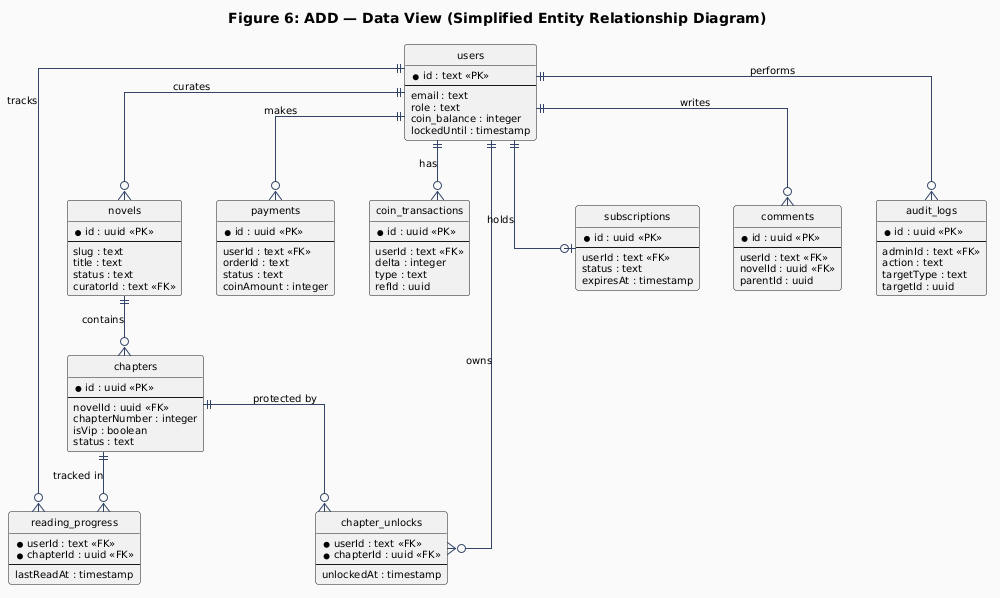 Figure 6: ADD — Data View (Simplified Entity Relationship Diagram)
users
● id : text «PK»
email : text
role : text
coin_balance : integer
lockedUntil : timestamp
tracks
curates
makes
has
holds
owns
writes
performs
novels
● id : uuid «PK»
slug : text
title : text
status : text
curatorId : text «FK»
payments
● id : uuid «PK»
userId : text «FK»
orderId : text
status : text
coinAmount : integer
coin_transactions
● id : uuid «PK»
userId : text «FK»
delta : integer
type : text
refId : uuid
subscriptions
● id : uuid «PK»
userId : text «FK»
status : text
expiresAt : timestamp
comments
● id : uuid «PK»
userId : text «FK»
novelId : uuid «FK»
parentId : uuid
audit_logs
● id : uuid «PK»
adminId : text «FK»
action : text
targetType : text
targetId : uuid
contains
chapters
● id : uuid «PK»
novelId : uuid «FK»
chapterNumber : integer
isVip : boolean
status : text
protected by
tracked in
reading_progress
● userId : text «FK»
● chapterId : uuid «FK»
lastReadAt : timestamp
chapter_unlocks
● userId : text «FK»
● chapterId : uuid «FK»
unlockedAt : timestamp